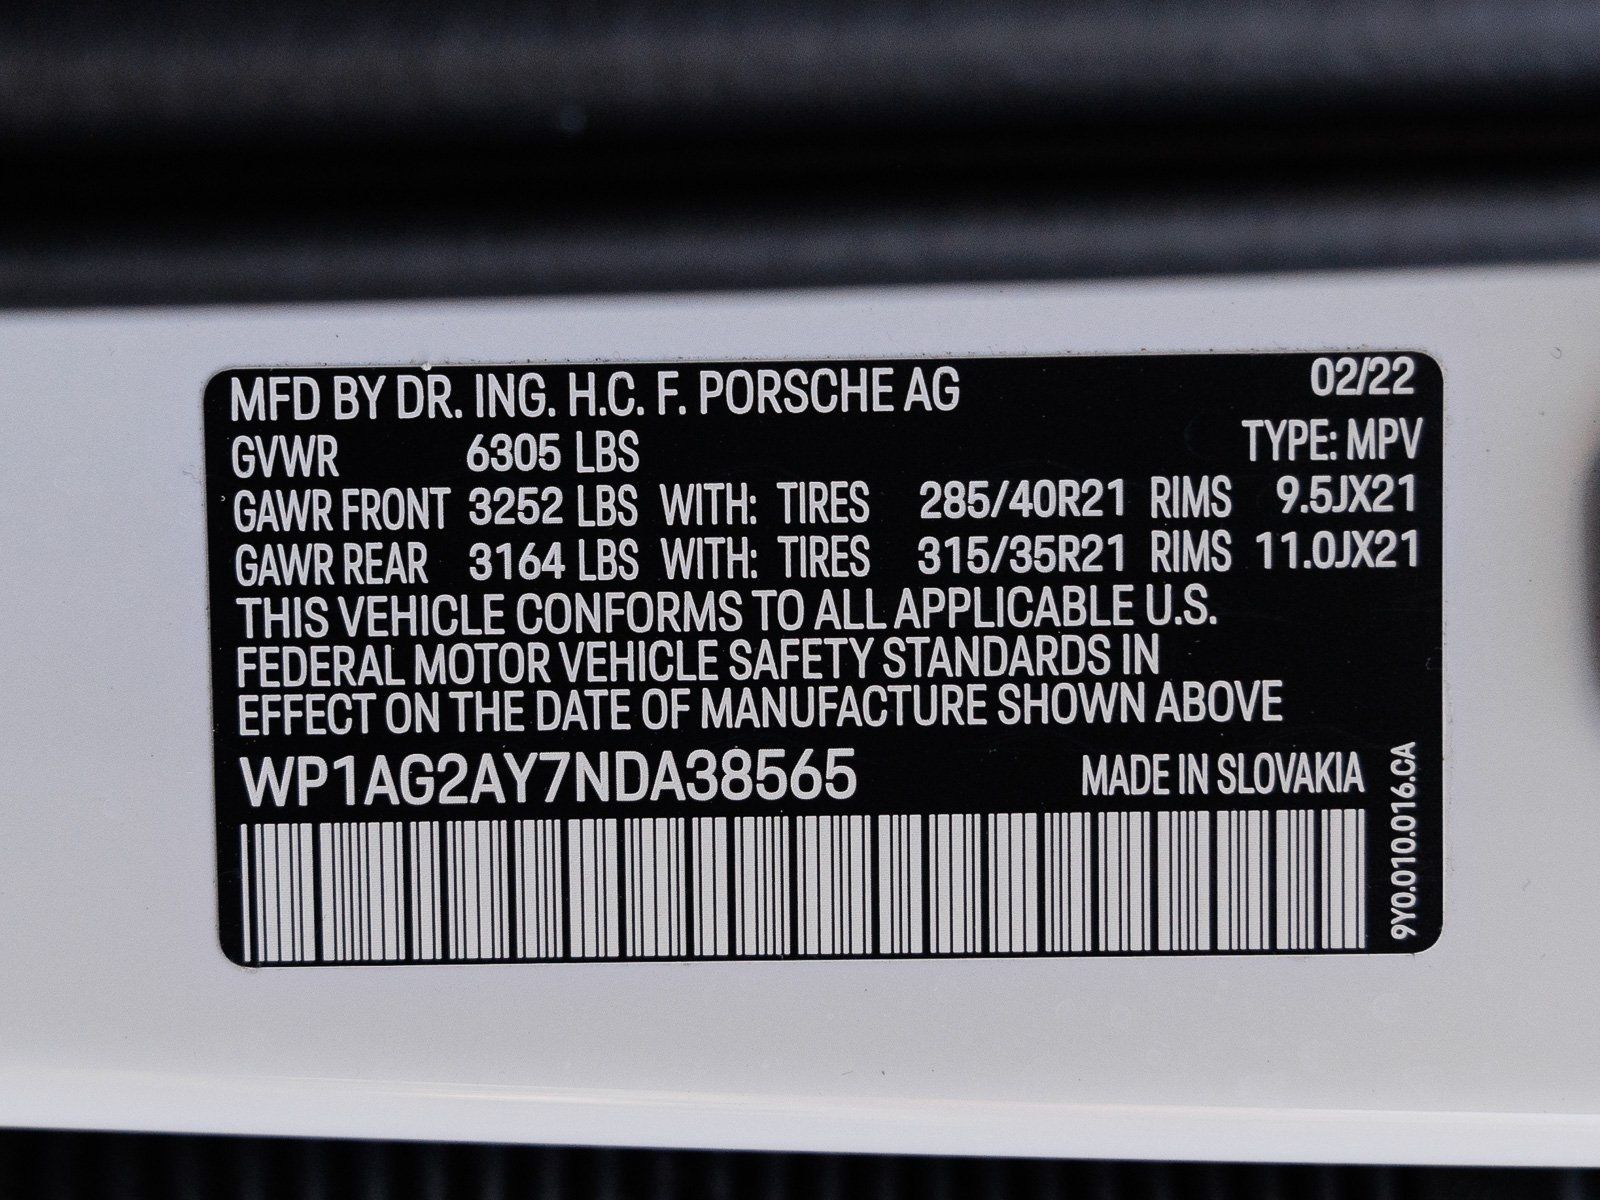 MFD BY DR. ING. H.C. F. PORSCHE AG 02/22
GVWR 6305 LBS TYPE: MPV
GAWR FRONT 3252 LBS WITH: TIRES 285/40R21 RIMS 9.5JX21
GAWR REAR 3164 LBS WITH: TIRES 315/35R21 RIMS 11.0JX21
THIS VEHICLE CONFORMS TO ALL APPLICABLE U.S.
FEDERAL MOTOR VEHICLE SAFETY STANDARDS IN
EFFECT ON THE DATE OF MANUFACTURE SHOWN ABOVE
WP1AG2AY7NDA38565 MADE IN SLOVAKIA
9Y0.010.016.CA